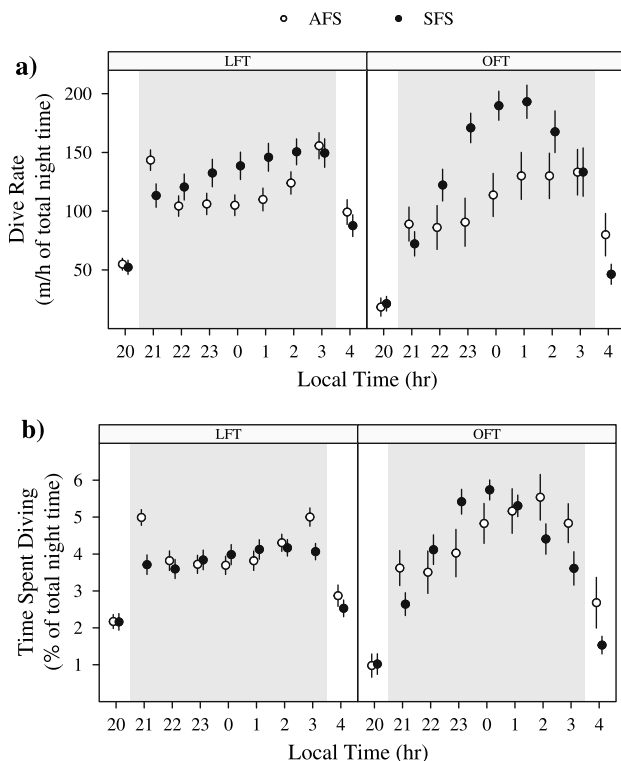 AFS SFS
a)
LFT OFT
Dive Rate
(m/h of total night time)
200
150
100
50
20 21 22 23 0 1 2 3 4 20 21 22 23 0 1 2 3 4
Local Time (hr)
b)
LFT OFT
Time Spent Diving
(% of total night time)
6
5
4
3
2
1
20 21 22 23 0 1 2 3 4 20 21 22 23 0 1 2 3 4
Local Time (hr)